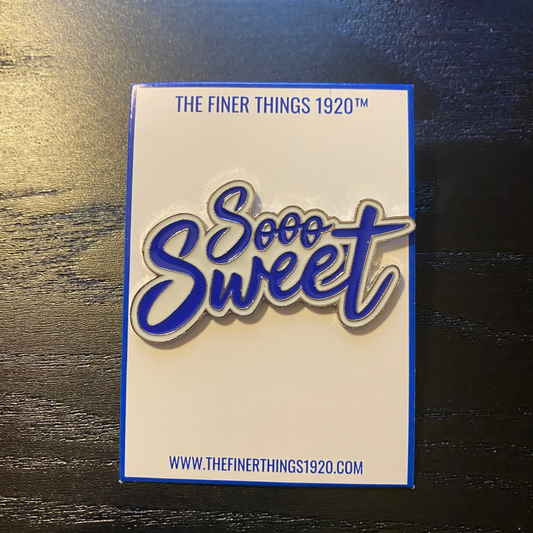 THE FINER THINGS 1920™
Sooo
Sweet
WWW.THEFINERTHINGS1920.COM